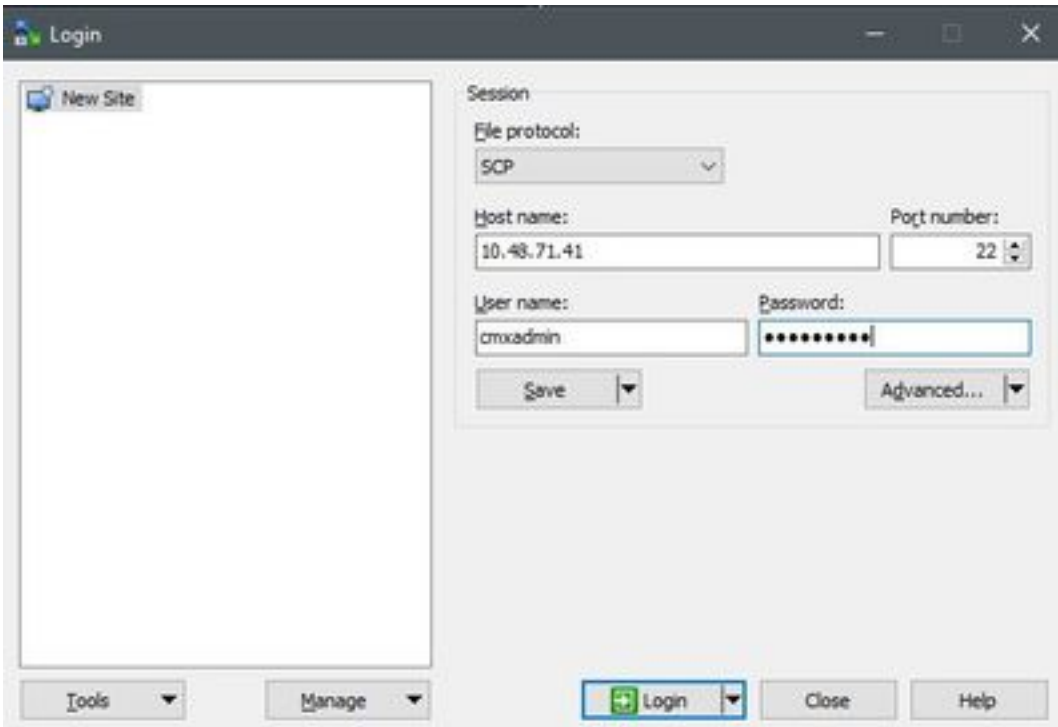 Login
New Site
Session
File protocol:
SCP
Host name:
Port number:
10.48.71.41
22
User name:
Password:
cmxadmin
•••••••••
Save
Advanced...
Tools
Manage
Login
Close
Help